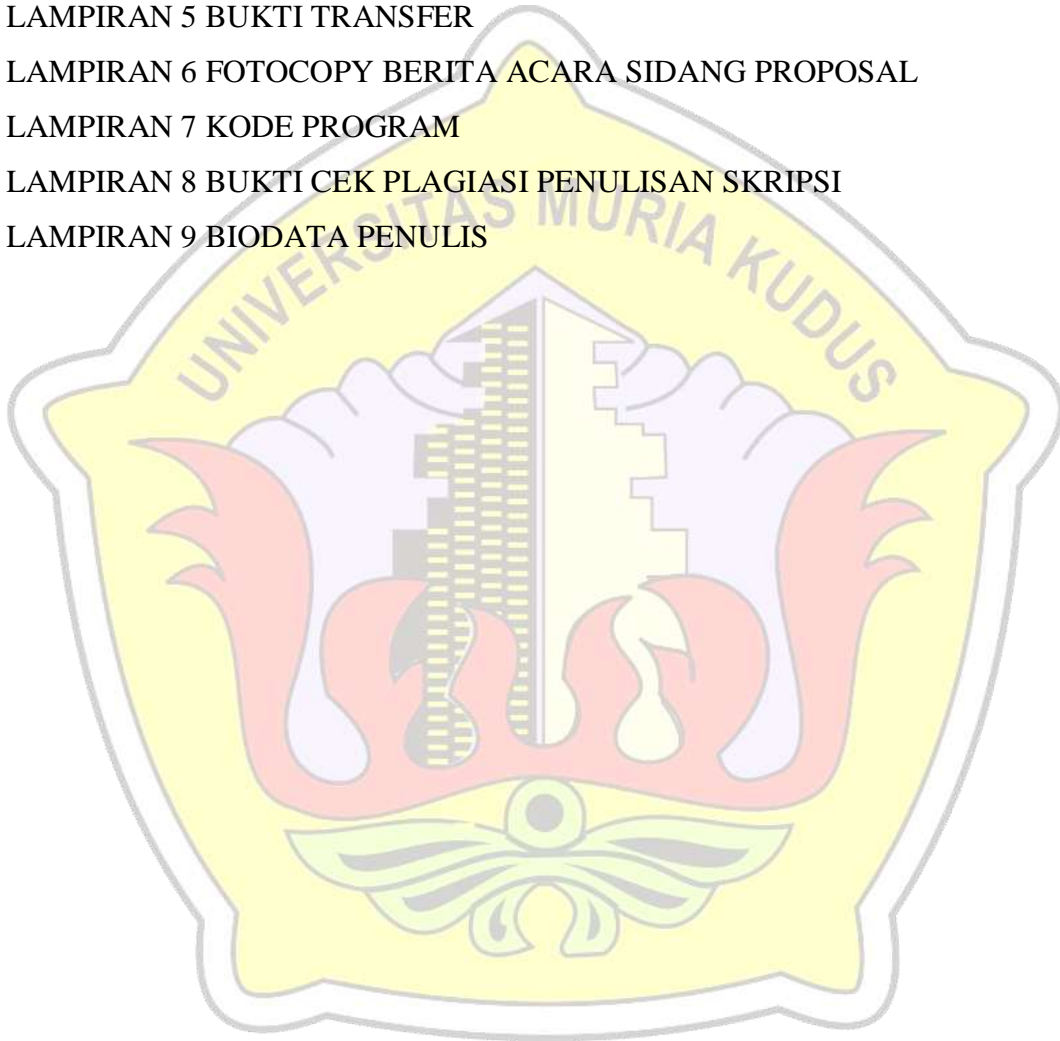 LAMPIRAN 5 BUKTI TRANSFER
LAMPIRAN 6 FOTOCOPY BERITA ACARA SIDANG PROPOSAL
LAMPIRAN 7 KODE PROGRAM
LAMPIRAN 8 BUKTI CEK PLAGIASI PENULISAN SKRIPSI
LAMPIRAN 9 BIODATA PENULIS
UNIVERSITAS MURIA KUDUS